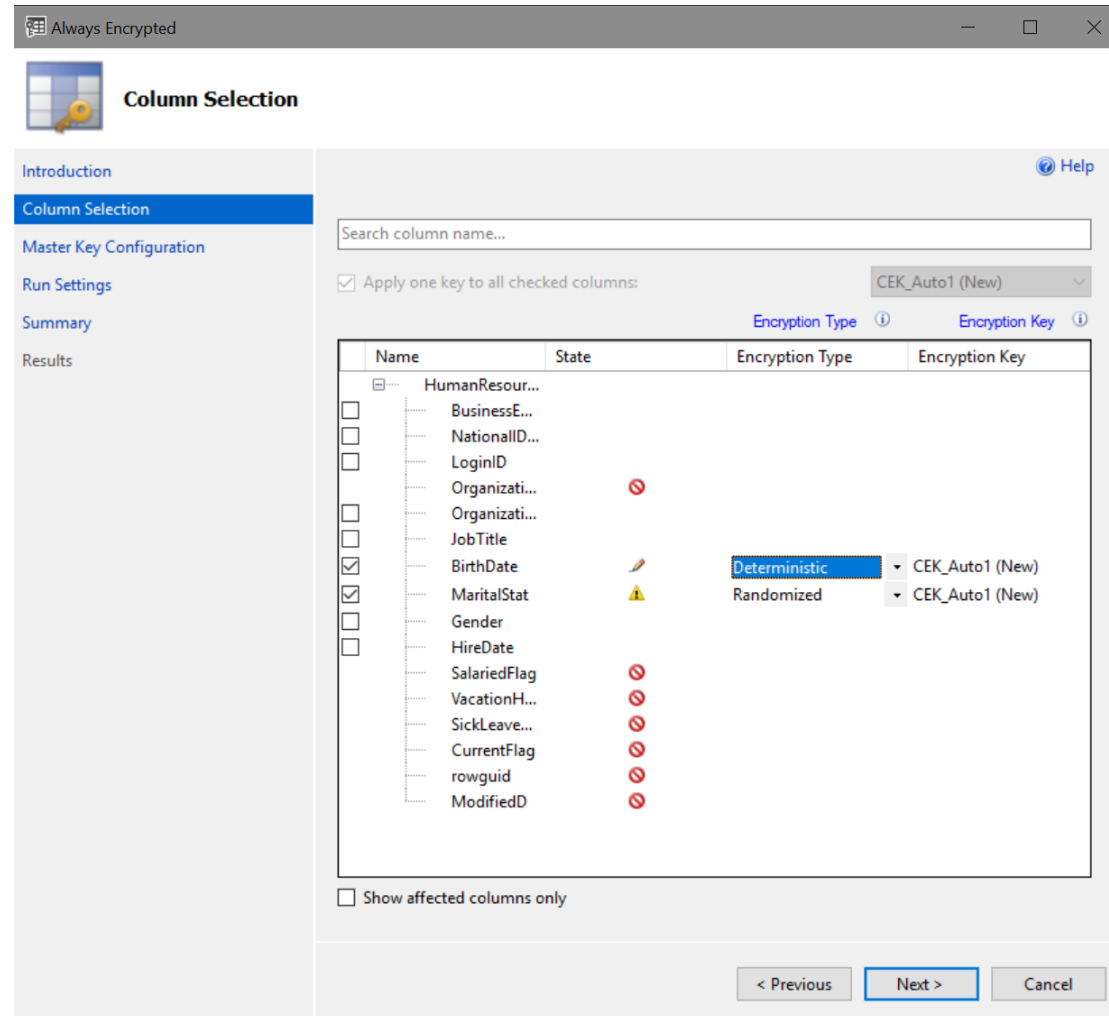 Always Encrypted
Column Selection
Introduction
Column Selection
Master Key Configuration
Run Settings
Summary
Results
Help
Search column name...
Apply one key to all checked columns:
CEK_Auto1 (New)
Encryption Type
Encryption Key
Name State Encryption Type Encryption Key
HumanResour...
BusinessE...
NationalID...
LoginID
Organizati...
Organizati...
JobTitle
BirthDate Deterministic CEK_Auto1 (New)
MaritalStat Randomized CEK_Auto1 (New)
Gender
HireDate
SalariedFlag
VacationH...
SickLeave...
CurrentFlag
rowguid
ModifiedD
Show affected columns only
< Previous
Next >
Cancel